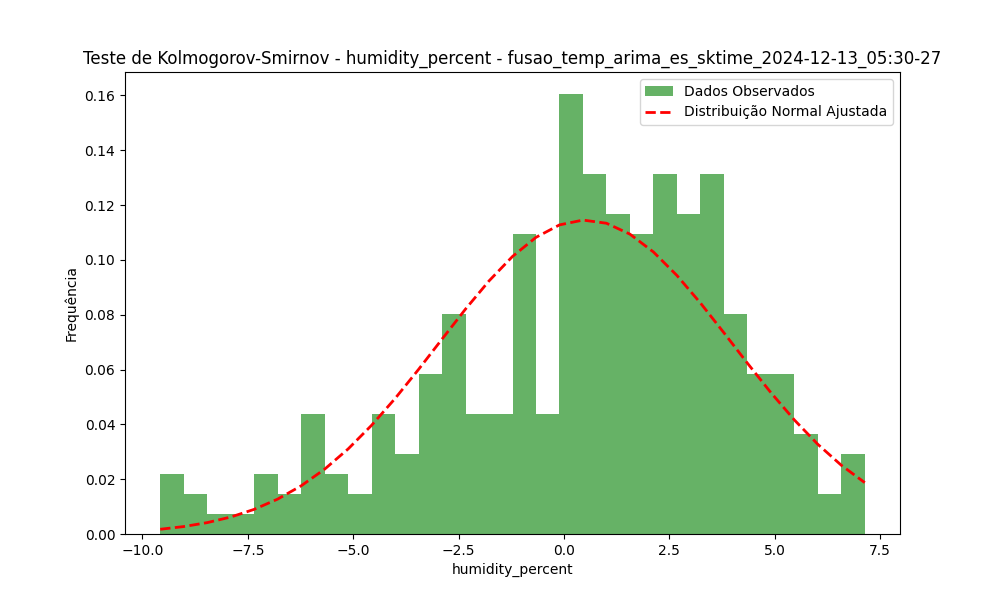 Teste de Kolmogorov-Smirnov - humidity_percent - fusao_temp_arima_es_sktime_2024-12-13_05:30-27
Dados Observados
Distribuição Normal Ajustada
0.16
0.14
0.12
0.10
0.08
0.06
0.04
0.02
0.00
Frequência
−10.0 −7.5 −5.0 −2.5 0.0 2.5 5.0 7.5
humidity_percent